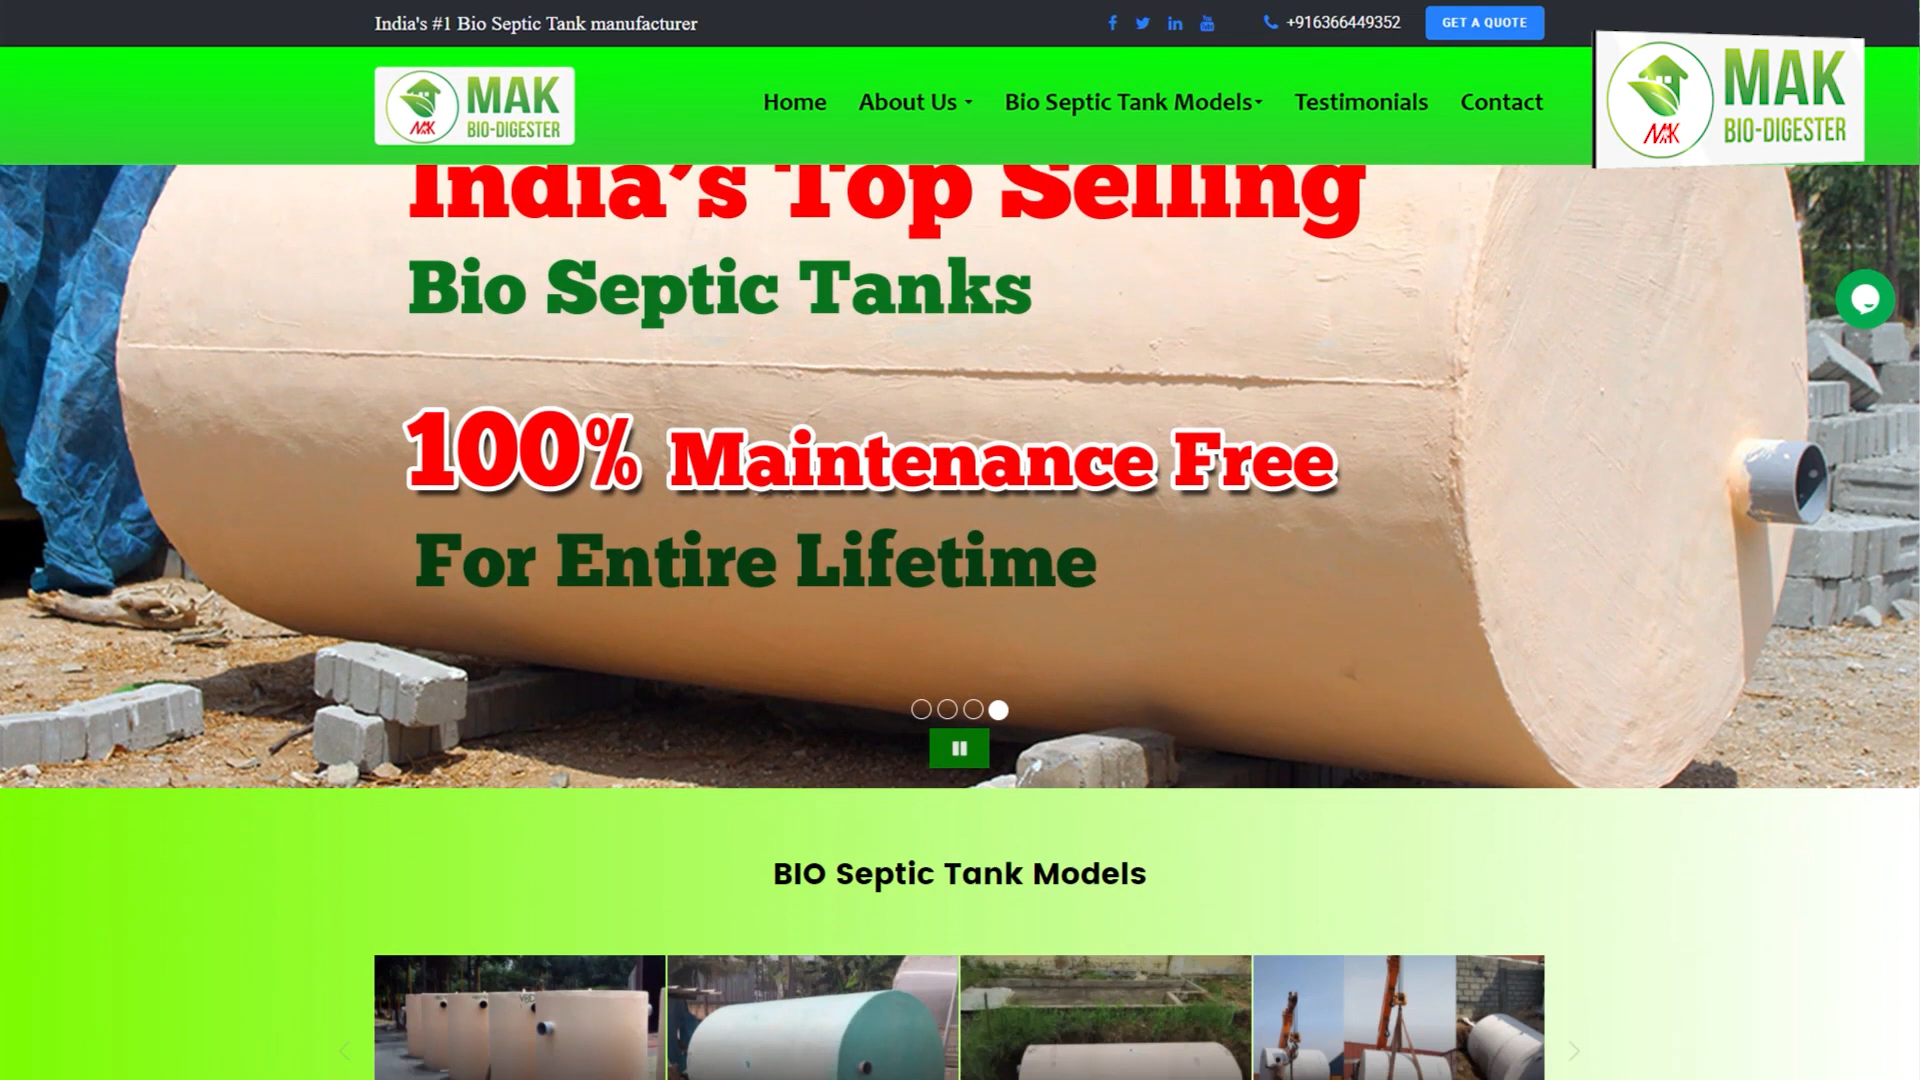 India's #1 Bio Septic Tank manufacturer
+916366449352
GET A QUOTE
MAK
BIO-DIGESTER
MAK
Home
About Us
Bio Septic Tank Models
Testimonials
Contact
MAK
BIO-DIGESTER
MAK
India's Top Selling
Bio Septic Tanks
100% Maintenance Free
For Entire Lifetime
BIO Septic Tank Models